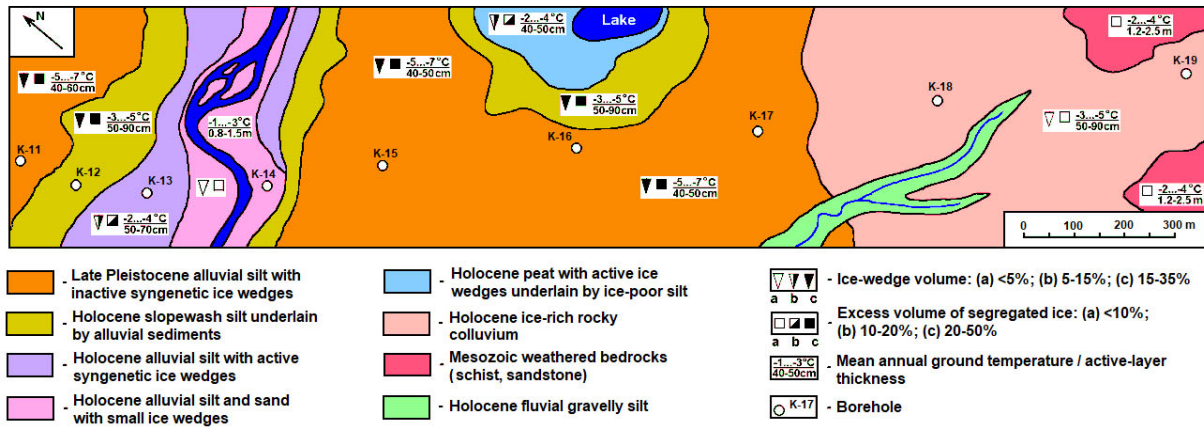 N
-5...-7°C
40-60cm
-3...-5°C
50-90cm
K-11
K-12
K-13
-2...-4°C
50-70cm
-1...-3°C
0.8-1.5m
K-14
K-15
-5...-7°C
40-50cm
-2...-4°C
40-50cm
Lake
-3...-5°C
50-90cm
K-16
K-17
-5...-7°C
40-50cm
K-18
-2...-4°C
1.2-2.5 m
K-19
-3...-5°C
50-90cm
-2...-4°C
1.2-2.5 m
0 100 200 300 m
- Late Pleistocene alluvial silt with
inactive syngenetic ice wedges
- Holocene slopewash silt underlain
by alluvial sediments
- Holocene alluvial silt with active
syngenetic ice wedges
- Holocene alluvial silt and sand
with small ice wedges
- Holocene peat with active ice
wedges underlain by ice-poor silt
- Holocene ice-rich rocky
colluvium
- Mesozoic weathered bedrocks
(schist, sandstone)
- Holocene fluvial gravelly silt
a b c
- Ice-wedge volume: (a) <5%; (b) 5-15%; (c) 15-35%
a b c
- Excess volume of segregated ice: (a) <10%;
(b) 10-20%; (c) 20-50%
-1...-3°C
40-50cm
- Mean annual ground temperature / active-layer
thickness
K-17
- Borehole